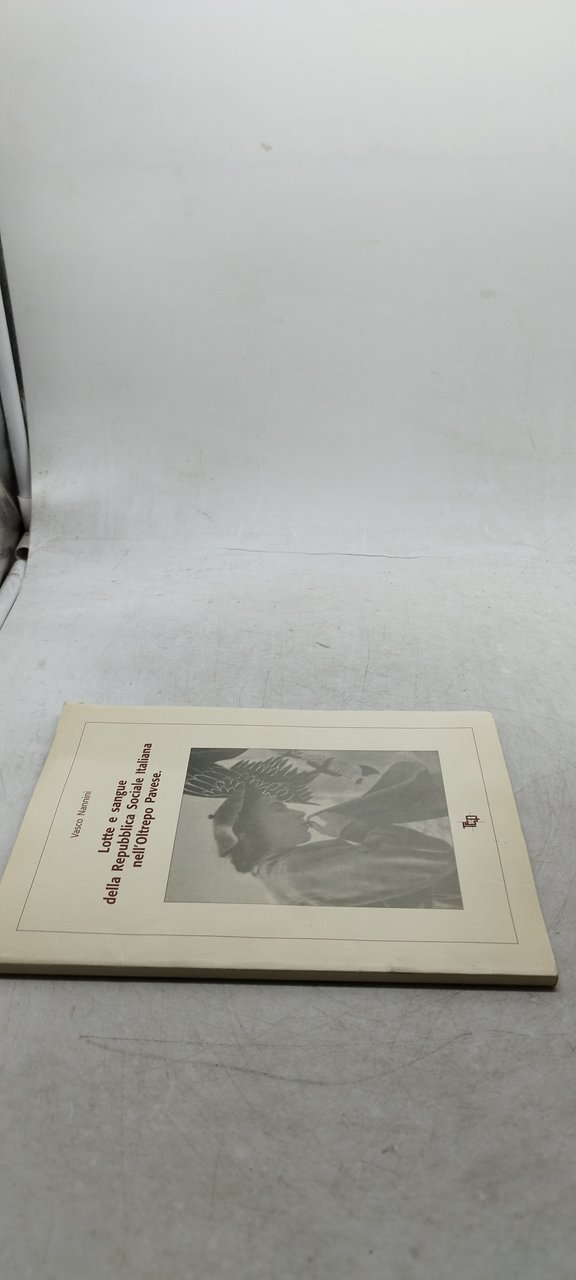 Vasco Nannini
Lotte e sangue
della Repubblica Sociale Italiana
nell'Oltrepo Pavese.